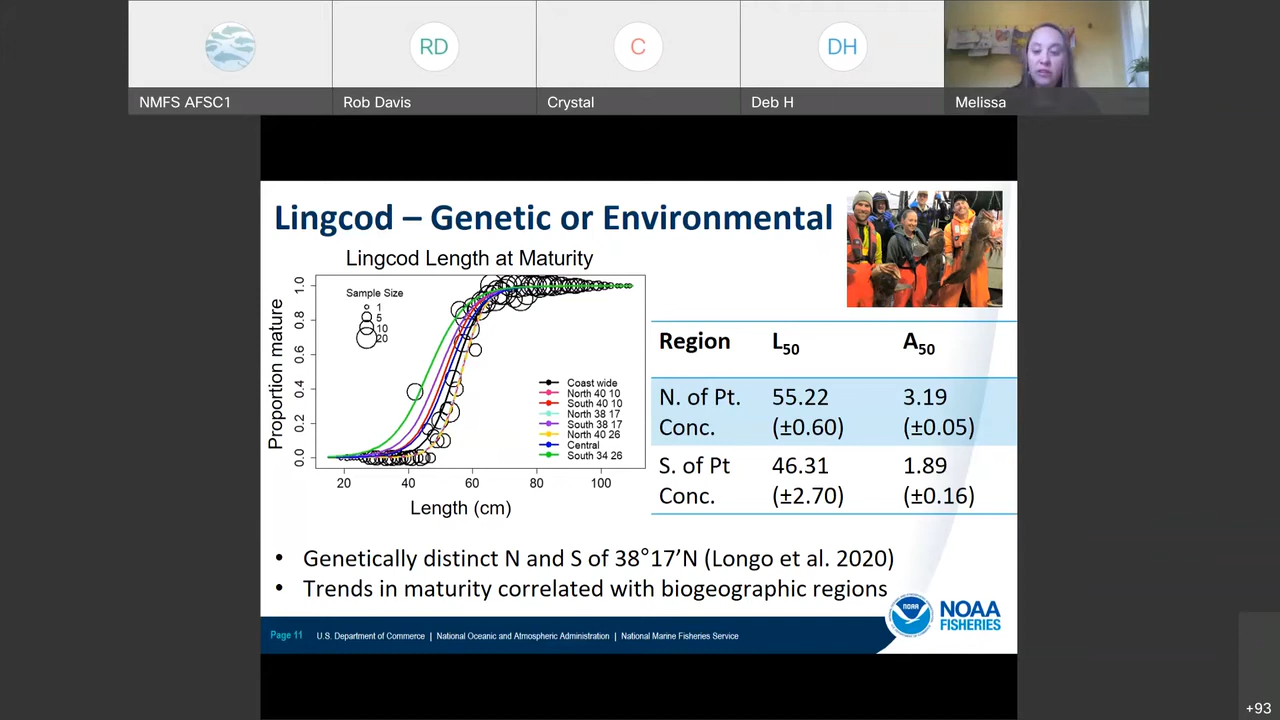 RD
C
DH
NMFS AFSC1
Rob Davis
Crystal
Deb H
Melissa
Lingcod – Genetic or Environmental
Lingcod Length at Maturity
Proportion mature
1.0
0.8
0.6
0.4
0.2
0.0
Sample Size
1
5
10
20
Coast wide
North 40 10
South 40 10
North 38 17
South 38 17
North 40 26
Central
South 34 26
20
40
60
80
100
Length (cm)
Region L50 A50
N. of Pt. 55.22 3.19
Conc. (±0.60) (±0.05)
S. of Pt 46.31 1.89
Conc. (±2.70) (±0.16)
• Genetically distinct N and S of 38°17’N (Longo et al. 2020)
• Trends in maturity correlated with biogeographic regions
NOAA
NOAA
FISHERIES
Page 11 U.S. Department of Commerce | National Oceanic and Atmospheric Administration | National Marine Fisheries Service
+93